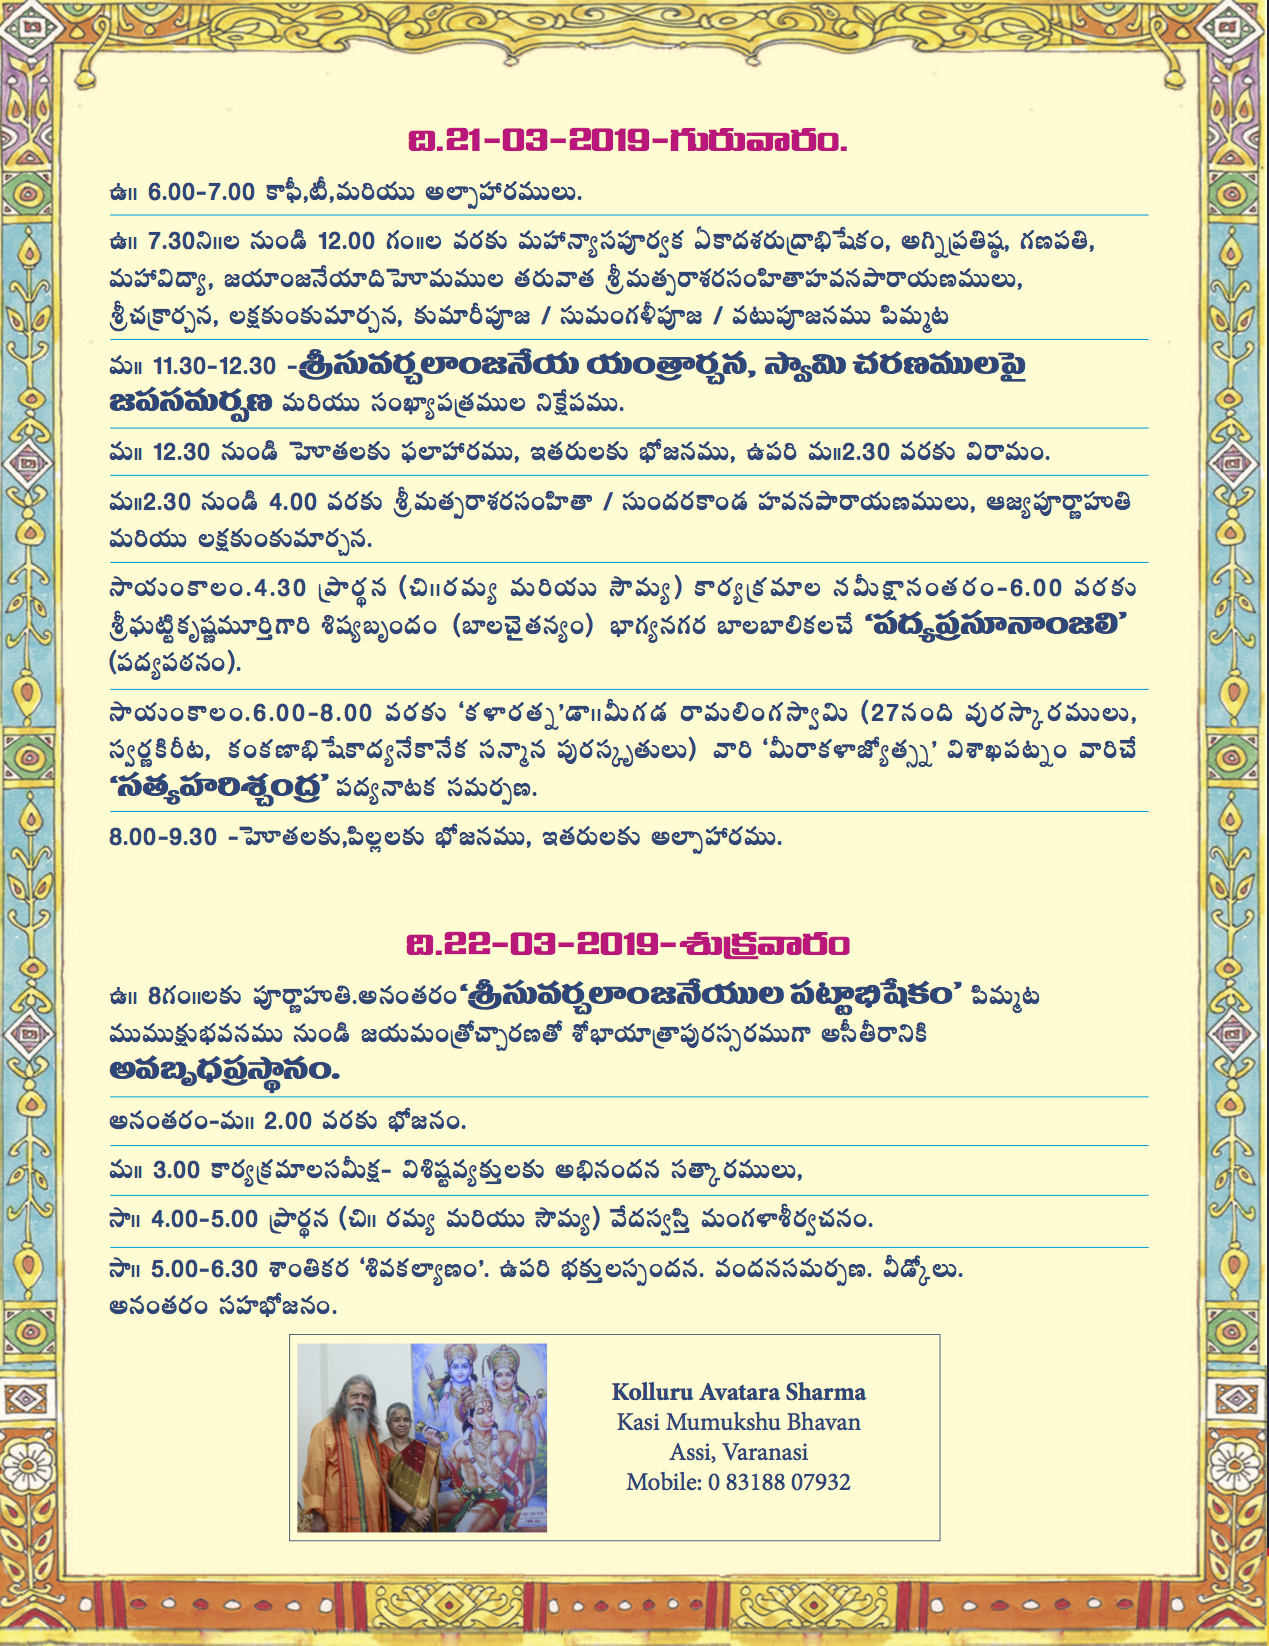 ది.21-03-2019-గురువారం.
ఉ॥ 6.00-7.00 కాఫీ,టీ,మరియు అల్పాహారములు.
ఉ॥ 7.30ని॥ల నుండి 12.00 గం॥ల వరకు మహాన్యాసపూర్వక ఏకాదశరుద్రాభిషేకం, అగ్నిప్రతిష్ఠ, గణపతి,
మహావిద్యా, జయాంజనేయాదిహెూమముల తరువాత శ్రీమత్పరాశరసంహితాహవనపారాయణములు,
శ్రీచక్రార్చన, లక్షకుంకుమార్చన, కుమారీపూజ / సుమంగళీపూజ / వటుపూజనము పిమ్మట
మ॥ 11.30-12.30 -శ్రీసువర్చలాంజనేయ యంత్రార్చన, స్వామి చరణములపై
జపసమర్పణ మరియు సంఖ్యాపత్రముల నిక్షేపము.
మ॥ 12.30 నుండి హెూతలకు ఫలాహారము, ఇతరులకు భోజనము, ఉపరి మ॥2.30 వరకు విరామం.
మ॥2.30 నుండి 4.00 వరకు శ్రీమత్పరాశరసంహితా / సుందరకాండ హవనపారాయణములు, ఆజ్యపూర్ణాహుతి
మరియు లక్షకుంకుమార్చన.
సాయంకాలం.4.30 ప్రార్థన (చి॥రమ్య మరియు సౌమ్య) కార్యక్రమాల నమీక్షానంతరం-6.00 వరకు
శ్రీఘట్టికృష్ణమూర్తిగారి శిష్యబృందం (బాలచైతన్యం) భాగ్యనగర బాలబాలికలచే ‘పద్యప్రసూనాంజలి’
(పద్యపఠనం).
సాయంకాలం.6.00-8.00 వరకు ‘కళారత్న’డా॥మీగడ రామలింగస్వామి (27నంది వురస్కారములు,
స్వర్ణకిరీట, కంకణాభిషేకాద్యనేకానేక సన్మాన పురస్కృతులు) వారి ‘మీరాకళాజ్యోత్స్న’ విశాఖపట్నం వారిచే
‘సత్యహరిశ్చంద్ర’ పద్యనాటక సమర్పణ.
8.00-9.30 -హెూతలకు,పిల్లలకు భోజనము, ఇతరులకు అల్పాహారము.
ది.22-03-2019-శుక్రవారం
ఉ॥ 8గం॥లకు పూర్ణాహుతి.అనంతరం‘శ్రీసువర్చలాంజనేయుల పట్టాభిషేకం’ పిమ్మట
ముముక్షుభవనము నుండి జయమంత్రోచ్చారణతో శోభాయాత్రాపురస్సరముగా అసీతీరానికి
అవబృధప్రస్థానం.
అనంతరం-మ॥ 2.00 వరకు భోజనం.
మ॥ 3.00 కార్యక్రమాలసమీక్ష- విశిష్టవ్యక్తులకు అభినందన సత్కారములు,
సా॥ 4.00-5.00 ప్రార్థన (చి॥ రమ్య మరియు సౌమ్య) వేదస్వస్తి మంగళాశీర్వచనం.
సా॥ 5.00-6.30 శాంతికర ‘శివకల్యాణం’. ఉపరి భక్తులస్పందన. వందనసమర్పణ. వీడ్కోలు.
అనంతరం సహభోజనం.
Kolluru Avatara Sharma
Kasi Mumukshu Bhavan
Assi, Varanasi
Mobile: 0 83188 07932